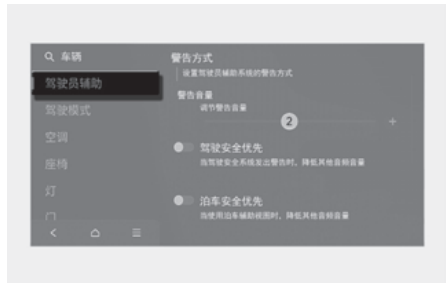 车辆
驾驶员辅助
驾驶模式
空调
座椅
灯
门
警告方式
设置驾驶员辅助系统的警告方式
警告音量
调节警告音量
2
+
驾驶安全优先
当驾驶安全系统发出警告时，降低其他音频音量
泊车安全优先
当使用泊车辅助视图时，降低其他音频音量